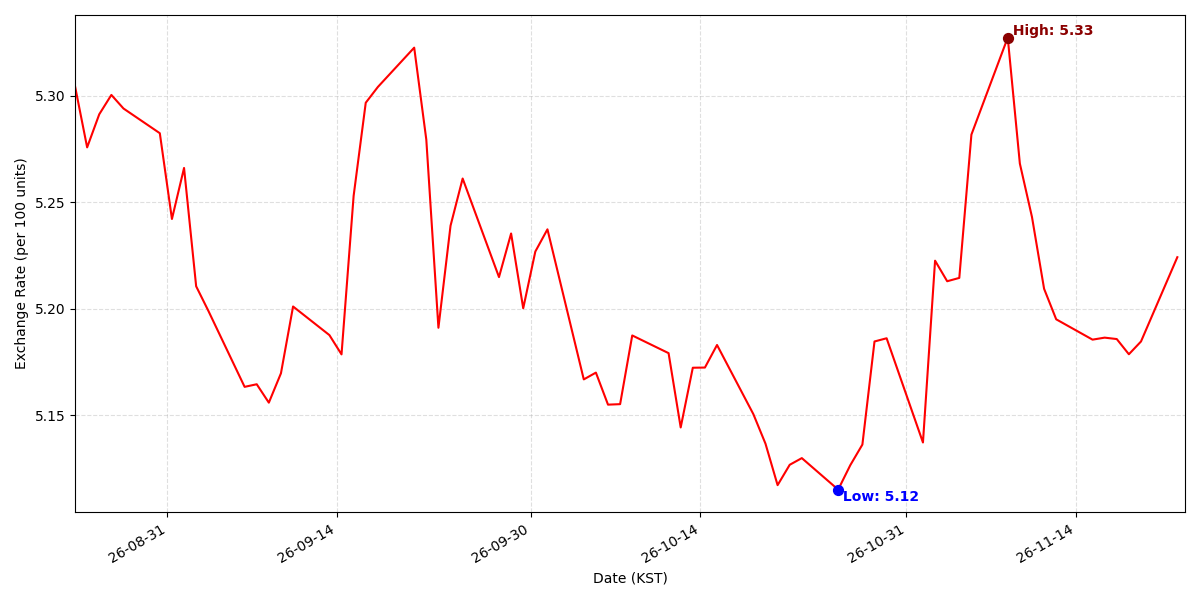 High: 5.33
5.30
5.25
5.20
5.15
Exchange Rate (per 100 units)
Low: 5.12
26-08-31
26-09-14
26-09-30
26-10-14
26-10-31
26-11-14
Date (KST)